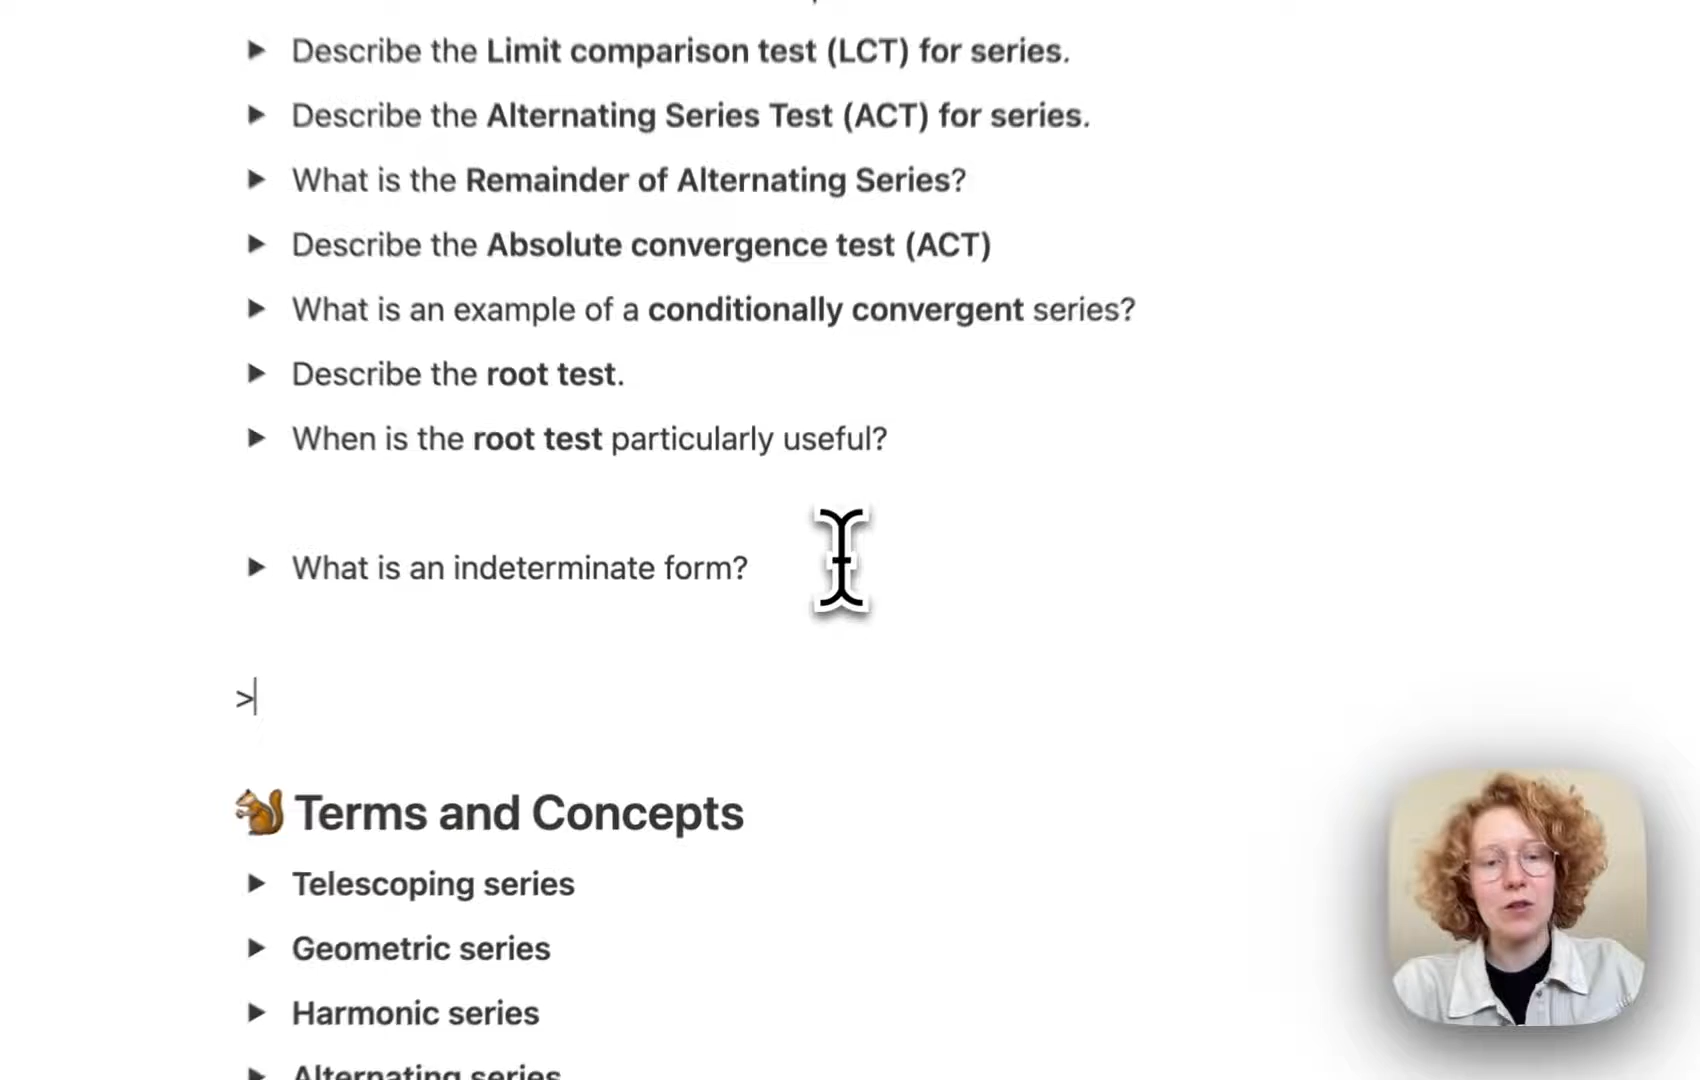 Describe the Limit comparison test (LCT) for series.
Describe the Alternating Series Test (ACT) for series.
What is the Remainder of Alternating Series?
Describe the Absolute convergence test (ACT)
What is an example of a conditionally convergent series?
Describe the root test.
When is the root test particularly useful?
What is an indeterminate form?
>
Terms and Concepts
Telescoping series
Geometric series
Harmonic series
Alternating series